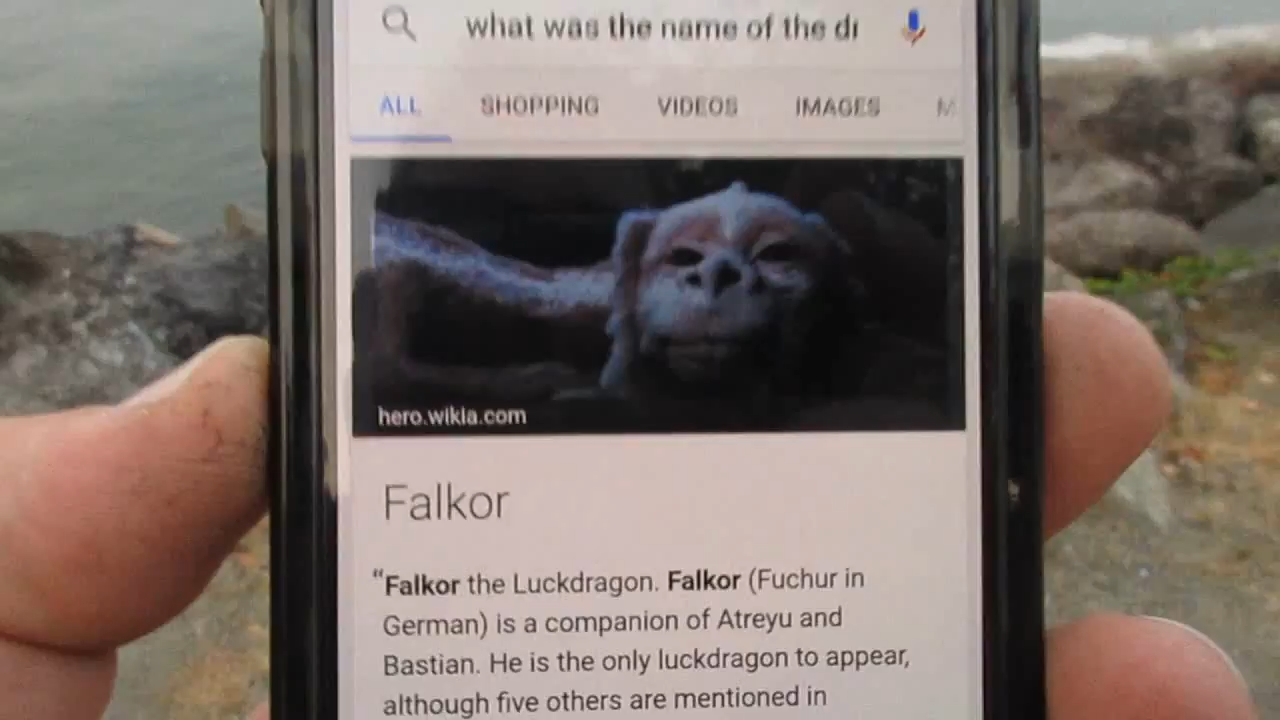 what was the name of the
ALL SHOPPING VIDEOS IMAGES
hero.wikia.com
Falkor
"Falkor the Luckdragon. Falkor (Fuchur in
German) is a companion of Atreyu and
Bastian. He is the only luckdragon to appear,
although five others are mentioned in